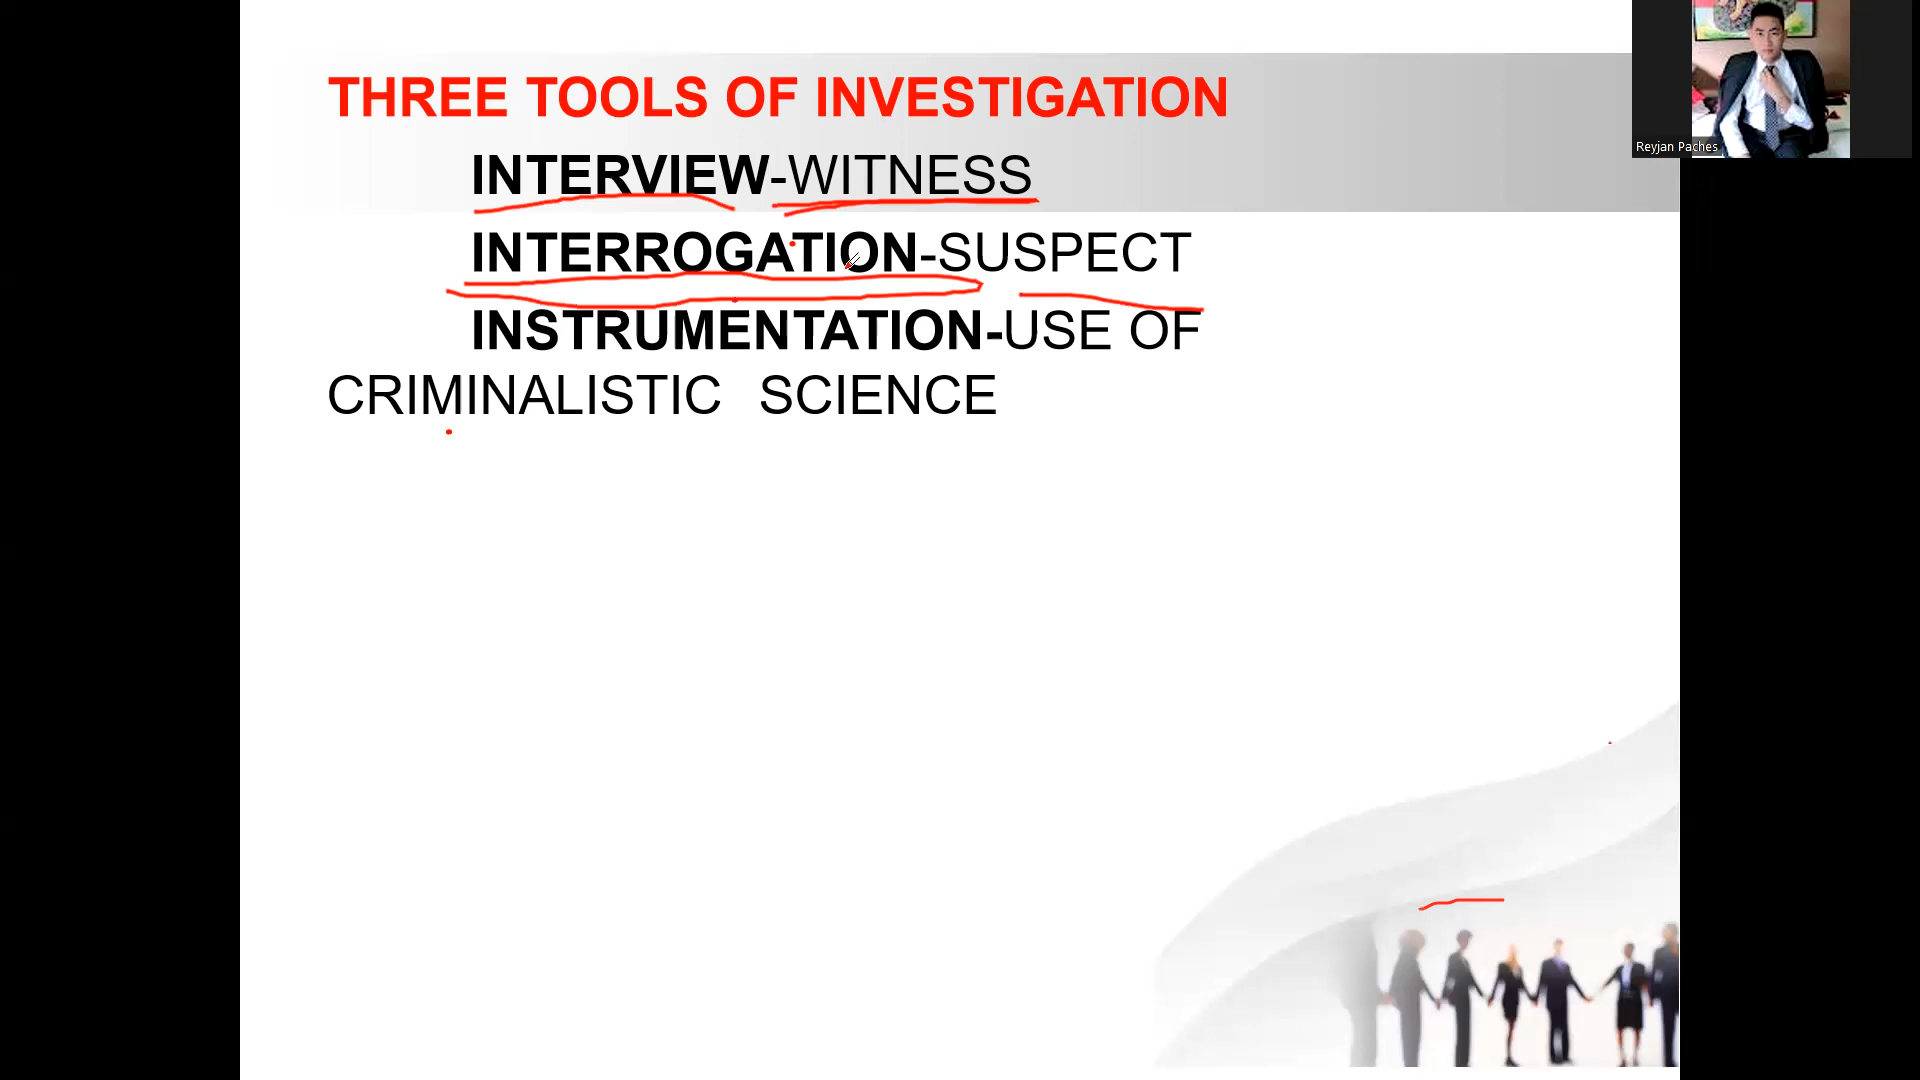 THREE TOOLS OF INVESTIGATION
INTERVIEW-WITNESS
INTERROGATION-SUSPECT
INSTRUMENTATION-USE OF
CRIMINALISTIC SCIENCE
Reyjan Paches